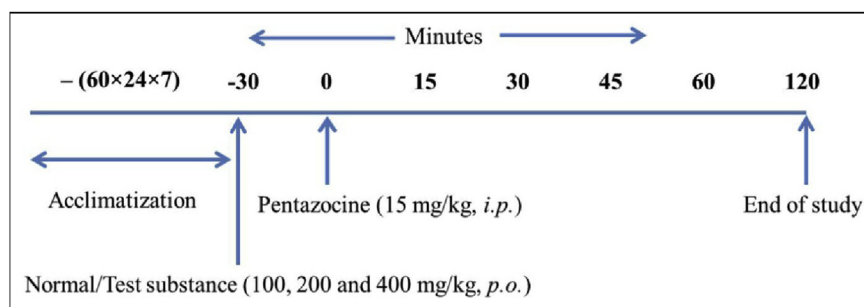 Minutes
– (60×24×7) -30 0 15 30 45 60 120
Acclimatization
Pentazocine (15 mg/kg, i.p.)
End of study
Normal/Test substance (100, 200 and 400 mg/kg, p.o.)